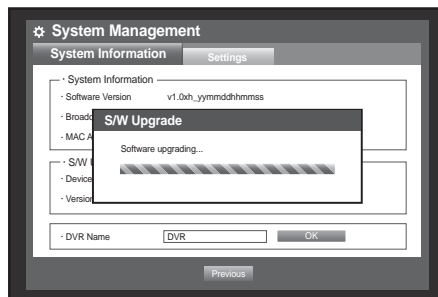 System Management
System Information
Settings
· System Information
· Software Version v1.0xh_yymmddhhmmss
· Broadc
· MAC A
S/W Upgrade
Software upgrading...
· S/W U
· Device
· Version
· DVR Name DVR OK
Previous